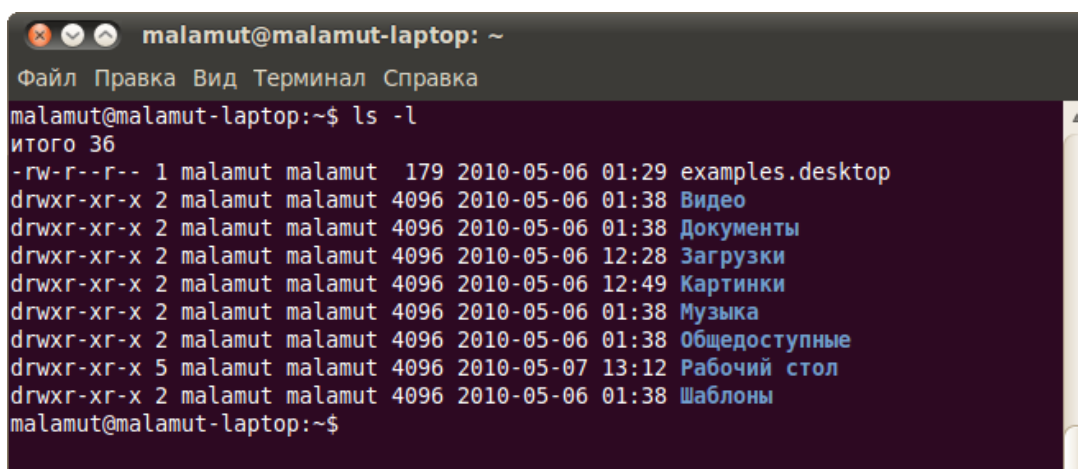 malamut@malamut-laptop: ~
Файл Правка Вид Терминал Справка
malamut@malamut-laptop:~$ ls -l
итого 36
-rw-r--r-- 1 malamut malamut  179 2010-05-06 01:29 examples.desktop
drwxr-xr-x 2 malamut malamut 4096 2010-05-06 01:38 Видео
drwxr-xr-x 2 malamut malamut 4096 2010-05-06 01:38 Документы
drwxr-xr-x 2 malamut malamut 4096 2010-05-06 12:28 Загрузки
drwxr-xr-x 2 malamut malamut 4096 2010-05-06 12:49 Картинки
drwxr-xr-x 2 malamut malamut 4096 2010-05-06 01:38 Музыка
drwxr-xr-x 2 malamut malamut 4096 2010-05-06 01:38 Общедоступные
drwxr-xr-x 5 malamut malamut 4096 2010-05-07 13:12 Рабочий стол
drwxr-xr-x 2 malamut malamut 4096 2010-05-06 01:38 Шаблоны
malamut@malamut-laptop:~$